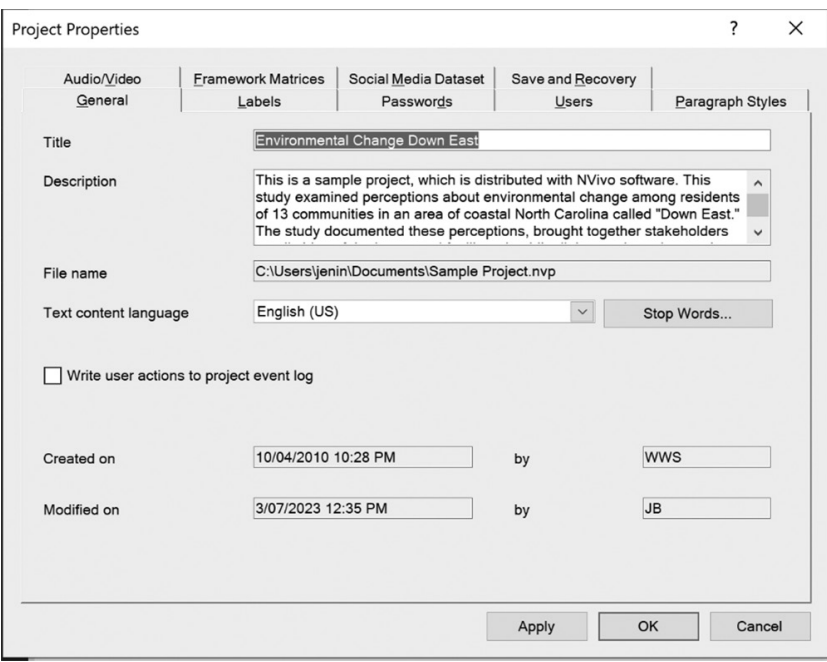 Project Properties
?
Audio/Video
Framework Matrices
Social Media Dataset
Save and Recovery
General
Labels
Passwords
Users
Paragraph Styles
Title
Environmental Change Down East
Description
This is a sample project, which is distributed with NVivo software. This
study examined perceptions about environmental change among residents
of 13 communities in an area of coastal North Carolina called "Down East."
The study documented these perceptions, brought together stakeholders
File name
C:\Users\jenin\Documents\Sample Project.nvp
Text content language
English (US)
Stop Words...
Write user actions to project event log
Created on
10/04/2010 10:28 PM
by
WWS
Modified on
3/07/2023 12:35 PM
by
JB
Apply
OK
Cancel